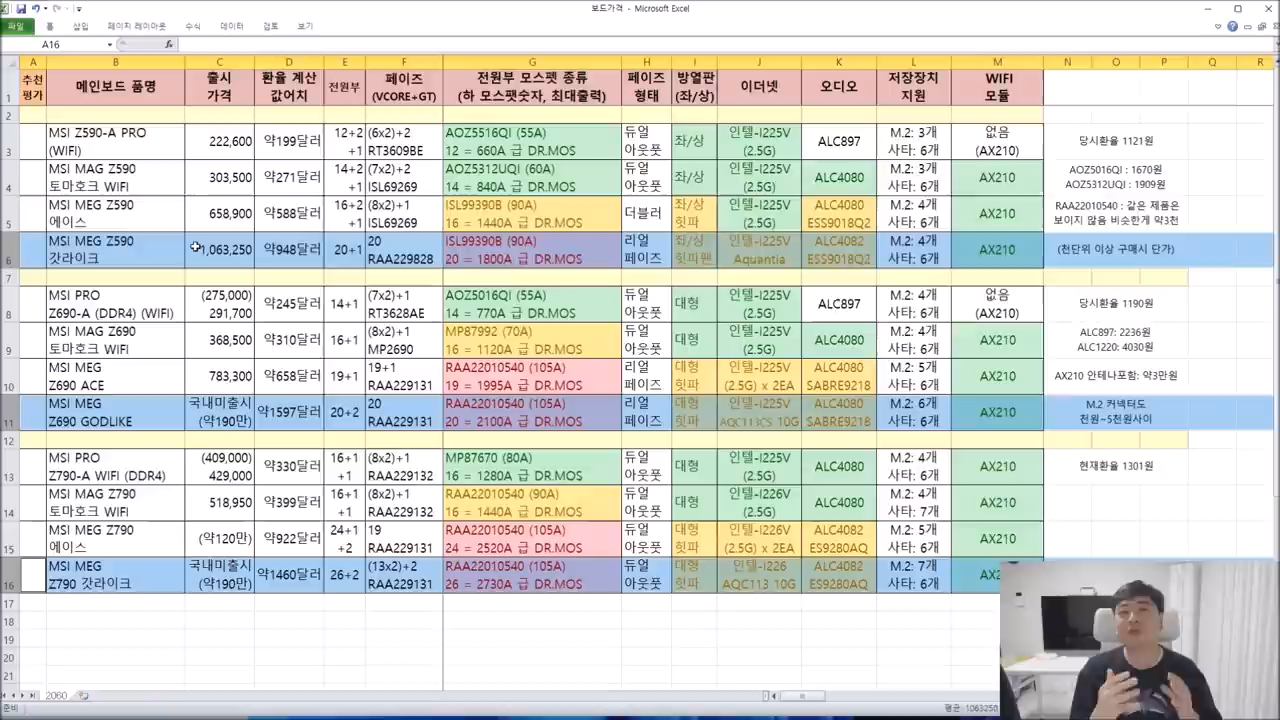 보드가격 - Microsoft Excel
파일 홈 삽입 페이지 레이아웃 수식 데이터 검토 보기
A16 fx
A B C D E F G H I J K L M N O P Q R
추천
평가
메인보드 품명
출시
가격
환율 계산
값어치
전원부
페이즈
(VCORE+GT)
전원부 모스펫 종류
(하 모스펫숫자, 최대출력)
페이즈
형태
방열판
(좌/상)
이더넷
오디오
저장장치
지원
WIFI
모듈
1
2
3
MSI Z590-A PRO
(WIFI)
222,600
약199달러
12+2
+1
(6x2)+2
RT3609BE
AOZ5516QI (55A)
12 = 660A 급 DR.MOS
듀얼
아웃풋
좌/상
인텔-I225V
(2.5G)
ALC897
M.2: 3개
사타: 6개
없음
(AX210)
당시환율 1121원
4
MSI MAG Z590
토마호크 WIFI
303,500
약271달러
14+2
+1
(7x2)+2
ISL69269
AOZ5312UQI (60A)
14 = 840A 급 DR.MOS
듀얼
아웃풋
좌/상
인텔-I225V
(2.5G)
ALC4080
M.2: 4개
사타: 6개
AX210
AOZ5016QI : 1670원
AOZ5312UQI : 1909원
5
MSI MEG Z590
에이스
658,900
약588달러
16+2
+1
(8x2)+2
ISL69269
ISL99390B (90A)
16 = 1440A 급 DR.MOS
더블러
좌/상
힛파
인텔-I225V
(2.5G)
ALC4080
ESS9018Q2
M.2: 4개
사타: 6개
AX210
RAA22010540 : 같은 제품은
보이지 않음 비슷한게 약3천
6
MSI MEG Z590
갓라이크
1,063,250
약948달러
20+1
20
RAA229828
ISL99390B (90A)
20 = 1800A 급 DR.MOS
리얼
페이즈
좌/상
힛파팬
인텔-I225V
Aquantia
ALC4082
ESS9018Q2
M.2: 4개
사타: 6개
AX210
(천단위 이상 구매시 단가)
7
8
MSI PRO
Z690-A (DDR4) (WIFI)
(275,000)
291,700
약245달러
14+1
(7x2)+1
RT3628AE
AOZ5016QI (55A)
14 = 770A 급 DR.MOS
듀얼
아웃풋
대형
인텔-I225V
(2.5G)
ALC897
M.2: 4개
사타: 6개
없음
(AX210)
당시환율 1190원
9
MSI MAG Z690
토마호크 WIFI
368,500
약310달러
16+1
(8x2)+1
MP2690
MP87992 (70A)
16 = 1120A 급 DR.MOS
듀얼
아웃풋
대형
인텔-I225V
(2.5G)
ALC4080
M.2: 4개
사타: 6개
AX210
ALC897: 2236원
ALC1220: 4030원
10
MSI MEG
Z690 ACE
783,300
약658달러
19+1
19+1
RAA229131
RAA22010540 (105A)
19 = 1995A 급 DR.MOS
리얼
페이즈
대형
힛파
인텔-I225V
(2.5G) x 2EA
ALC4080
SABRE9218
M.2: 5개
사타: 6개
AX210
AX210 안테나포함: 약3만원
11
MSI MEG
Z690 GODLIKE
국내미출시
(약190만)
약1597달러
20+2
20
RAA229131
RAA22010540 (105A)
20 = 2100A 급 DR.MOS
리얼
페이즈
대형
힛파
인텔-I225V
AQC113CS 10G
ALC4080
SABRE9218
M.2: 6개
사타: 6개
AX210
M.2 커넥터도
천원~5천원사이
12
13
MSI PRO
Z790-A WIFI (DDR4)
(409,000)
429,000
약330달러
16+1
+1
(8x2)+1
RAA229132
MP87670 (80A)
16 = 1280A 급 DR.MOS
듀얼
아웃풋
대형
인텔-I225V
(2.5G)
ALC4080
M.2: 4개
사타: 6개
AX210
현재환율 1301원
14
MSI MAG Z790
토마호크 WIFI
518,950
약399달러
16+1
+1
(8x2)+1
RAA229132
RAA22010540 (90A)
16 = 1440A 급 DR.MOS
듀얼
아웃풋
대형
인텔-I226V
(2.5G)
ALC4080
M.2: 4개
사타: 7개
AX210
15
MSI MEG Z790
에이스
(약120만)
약922달러
24+1
+2
19
RAA229131
RAA22010540 (105A)
24 = 2520A 급 DR.MOS
듀얼
아웃풋
대형
힛파
인텔-I226V
(2.5G) x 2EA
ALC4082
ES9280AQ
M.2: 5개
사타: 6개
AX210
16
MSI MEG
Z790 갓라이크
국내미출시
(약190만)
약1460달러
26+2
(13x2)+2
RAA229131
RAA22010540 (105A)
26 = 2730A 급 DR.MOS
듀얼
아웃풋
대형
힛파
인텔-I226
AQC113 10G
ALC4082
ES9280AQ
M.2: 7개
사타: 6개
17
18
19
20
21
2060
준비
평균: 1063250